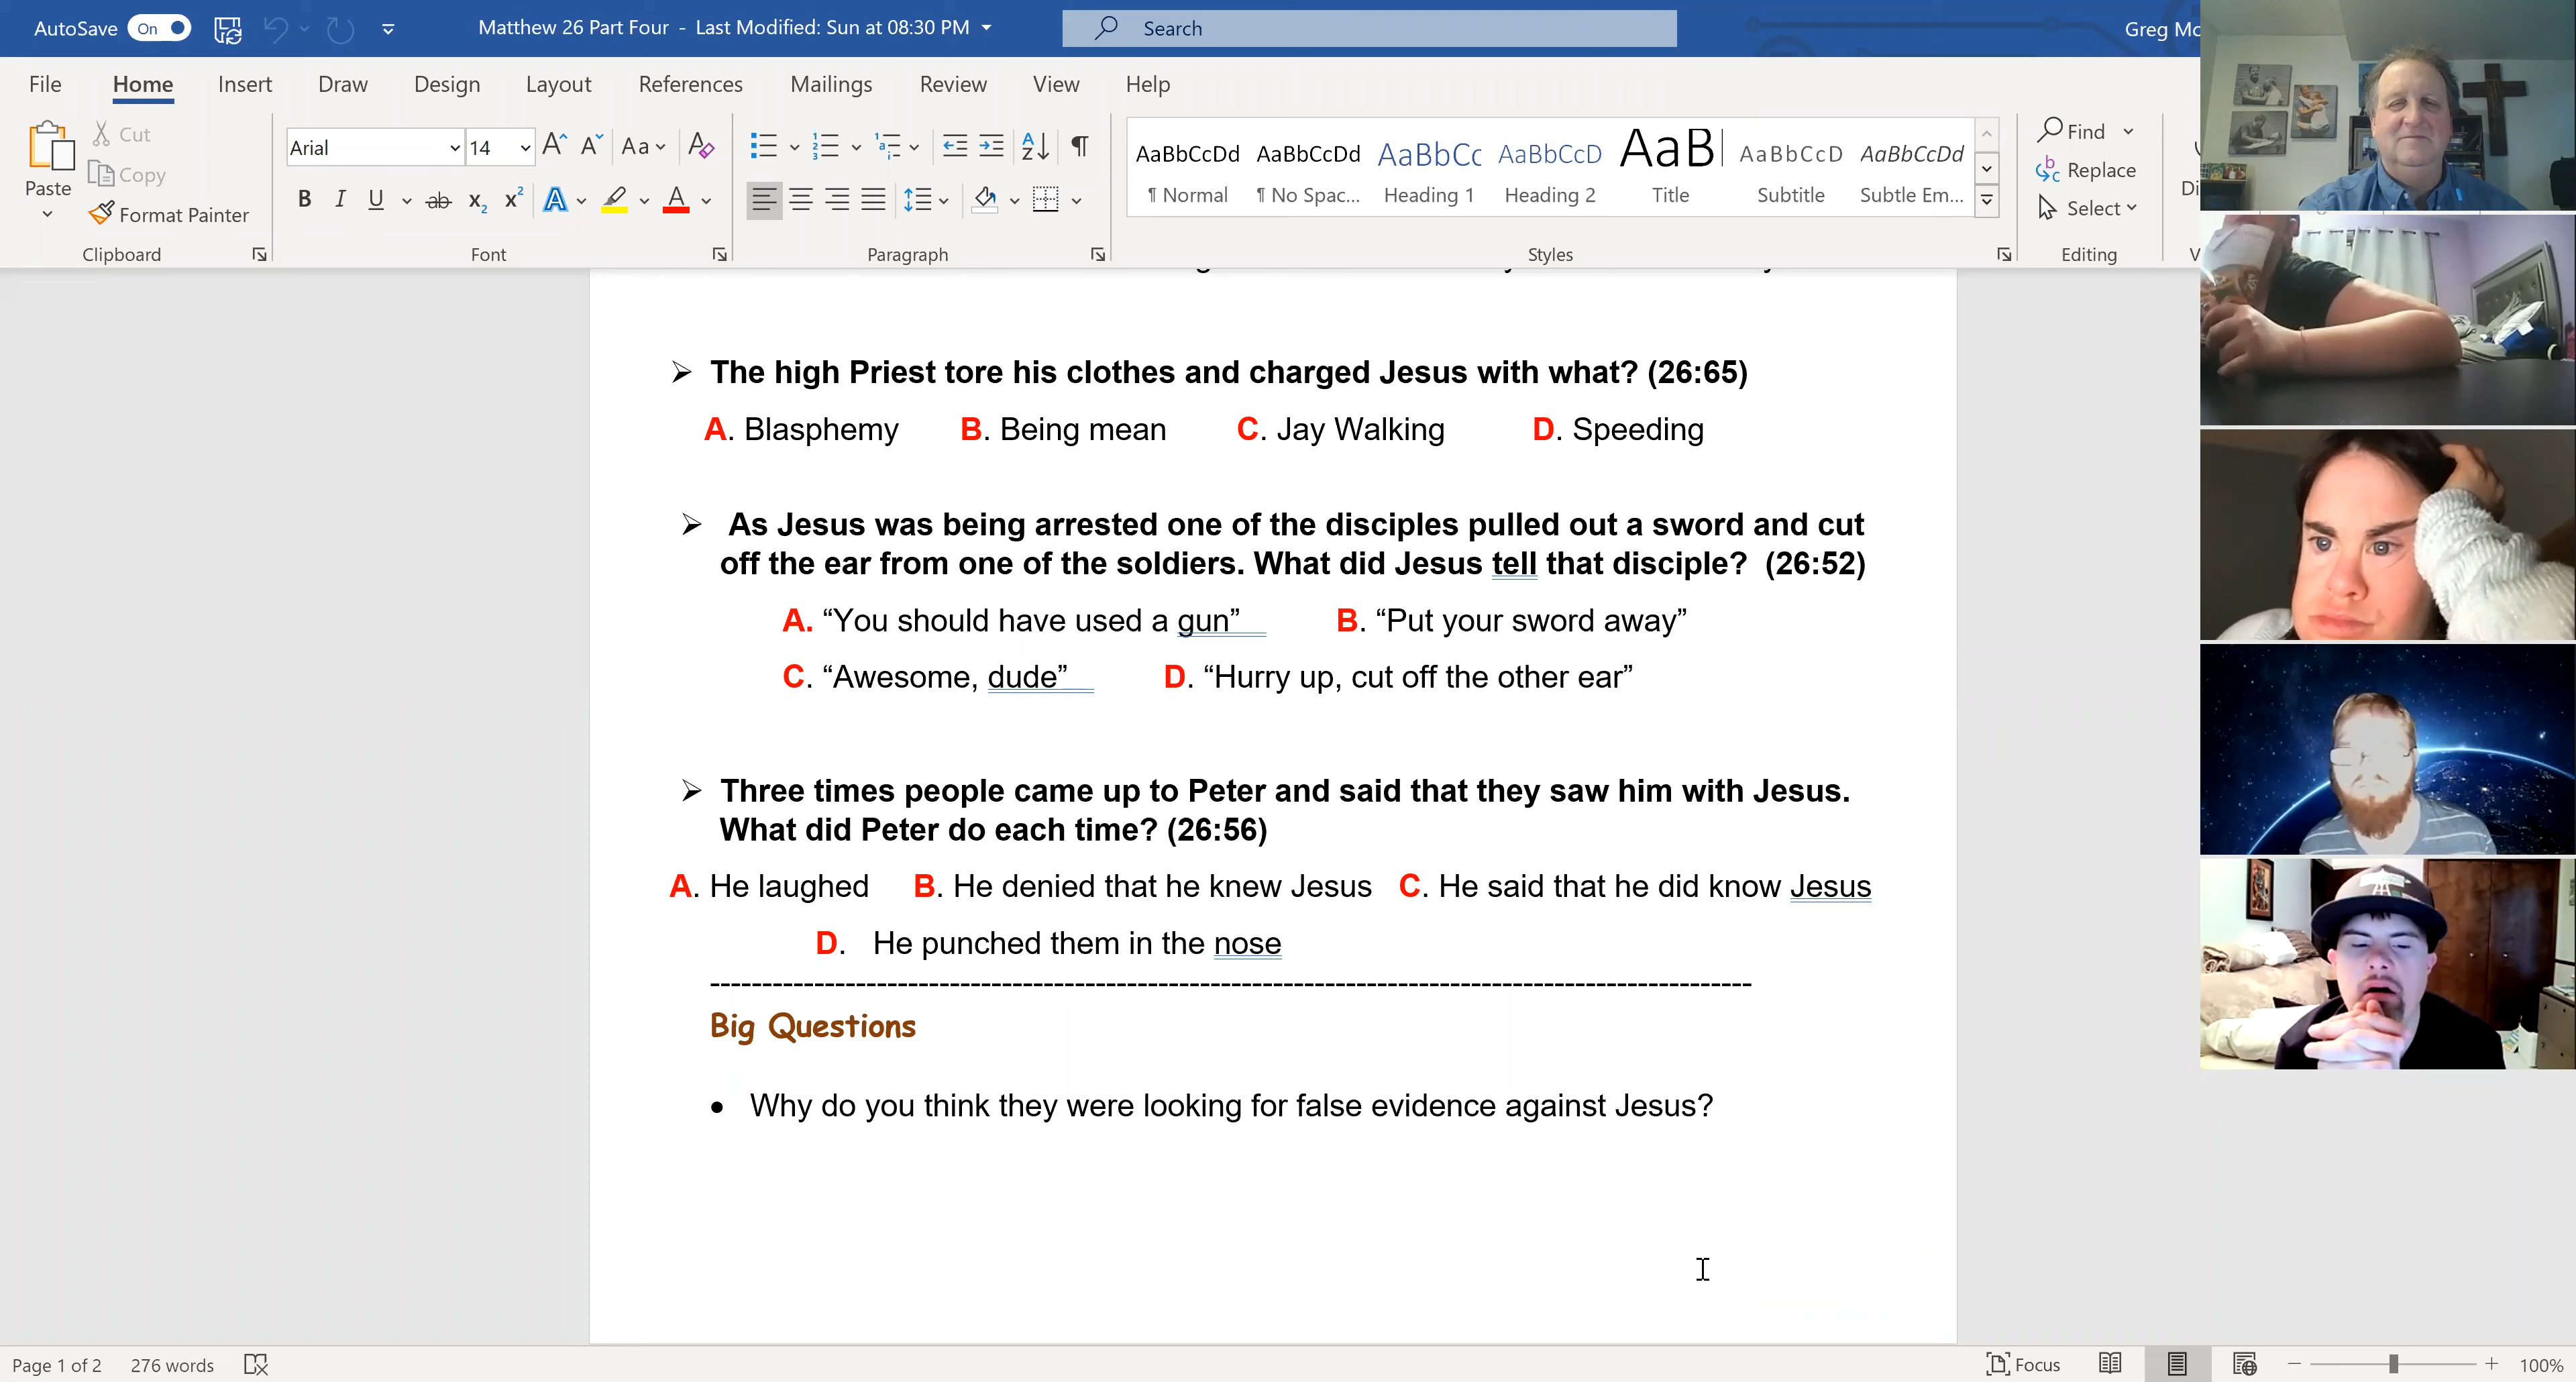 AutoSave On
Matthew 26 Part Four - Last Modified: Sun at 08:30 PM
Search
File Home Insert Draw Design Layout References Mailings Review View Help
Paste
Cut
Copy
Format Painter
Clipboard
Arial 14
Font
Paragraph
AaBbCcDd AaBbCcDd AaBbCc AaBbCcD AaB AaBbCcD AaBbCcDd
¶ Normal ¶ No Spac... Heading 1 Heading 2 Title Subtitle Subtle Em...
Styles
Find
Replace
Select
Editing
➢ The high Priest tore his clothes and charged Jesus with what? (26:65)
A. Blasphemy B. Being mean C. Jay Walking D. Speeding
➢ As Jesus was being arrested one of the disciples pulled out a sword and cut
off the ear from one of the soldiers. What did Jesus tell that disciple? (26:52)
A. “You should have used a gun” B. “Put your sword away”
C. “Awesome, dude” D. “Hurry up, cut off the other ear”
➢ Three times people came up to Peter and said that they saw him with Jesus.
What did Peter do each time? (26:56)
A. He laughed B. He denied that he knew Jesus C. He said that he did know Jesus
D. He punched them in the nose
Big Questions
• Why do you think they were looking for false evidence against Jesus?
Page 1 of 2 276 words
Focus
100%
Greg